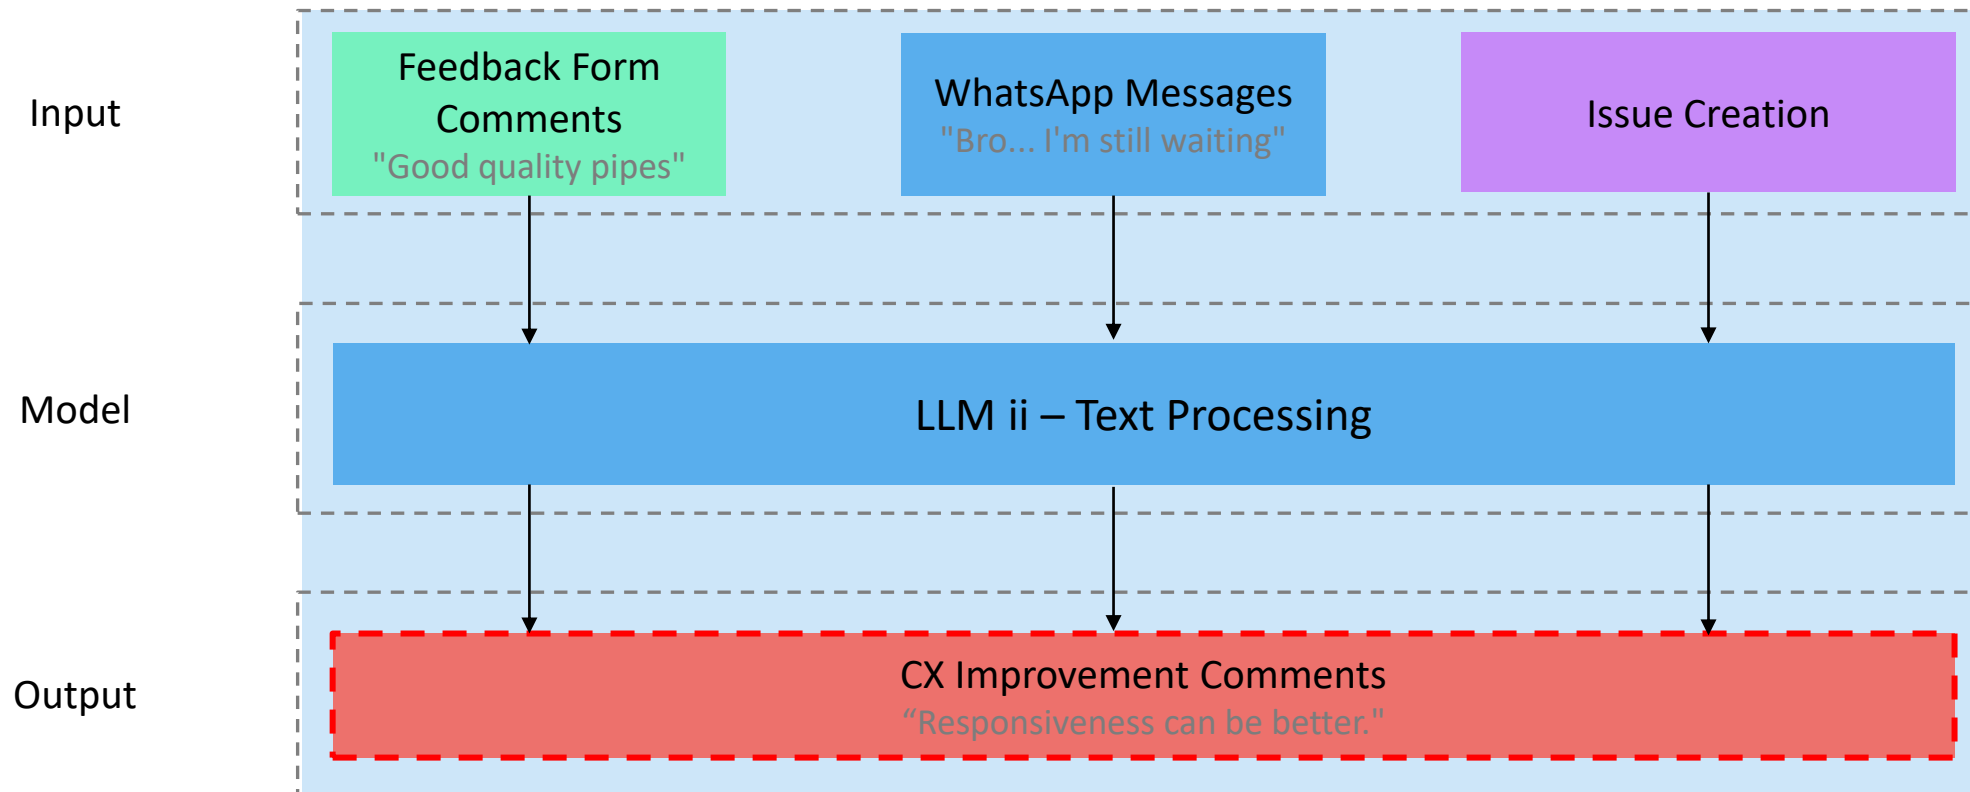 Input
Feedback Form
Comments
"Good quality pipes"
WhatsApp Messages
"Bro... I'm still waiting"
Issue Creation
Model
LLM ii – Text Processing
Output
CX Improvement Comments
“Responsiveness can be better."